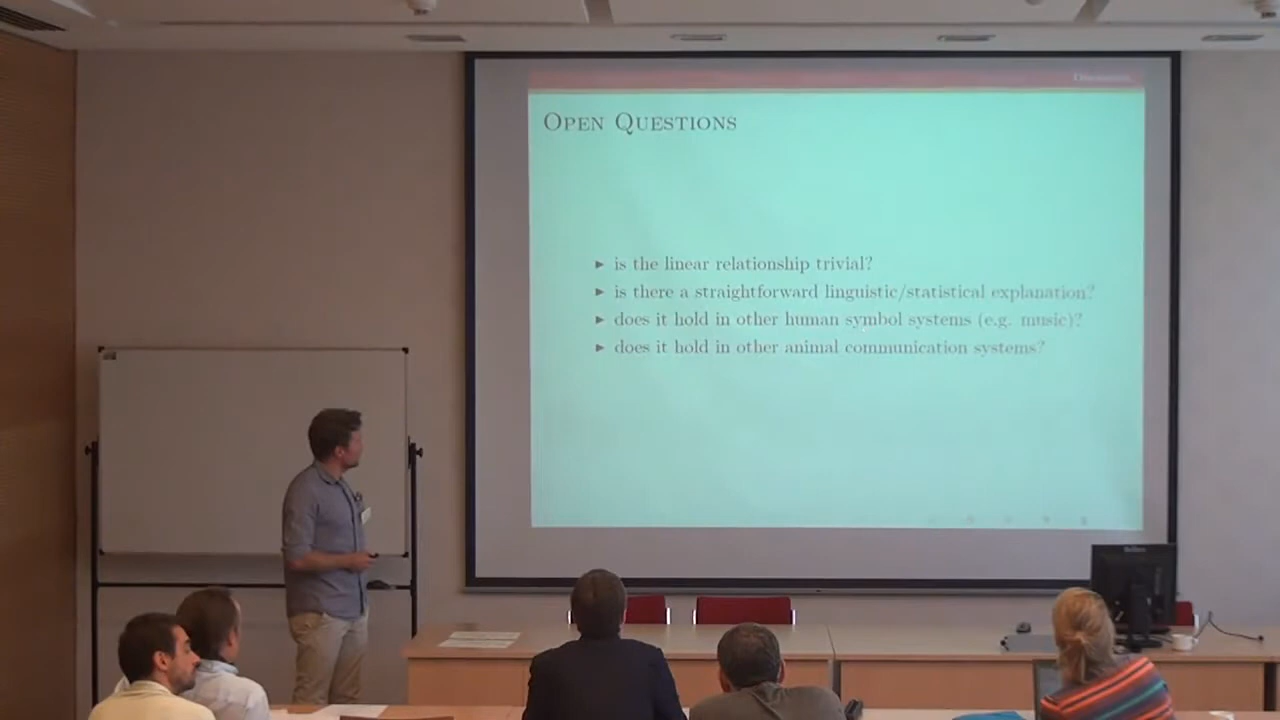 Discussion
OPEN QUESTIONS
▶ is the linear relationship trivial?
▶ is there a straightforward linguistic/statistical explanation?
▶ does it hold in other human symbol systems (e.g. music)?
▶ does it hold in other animal communication systems?